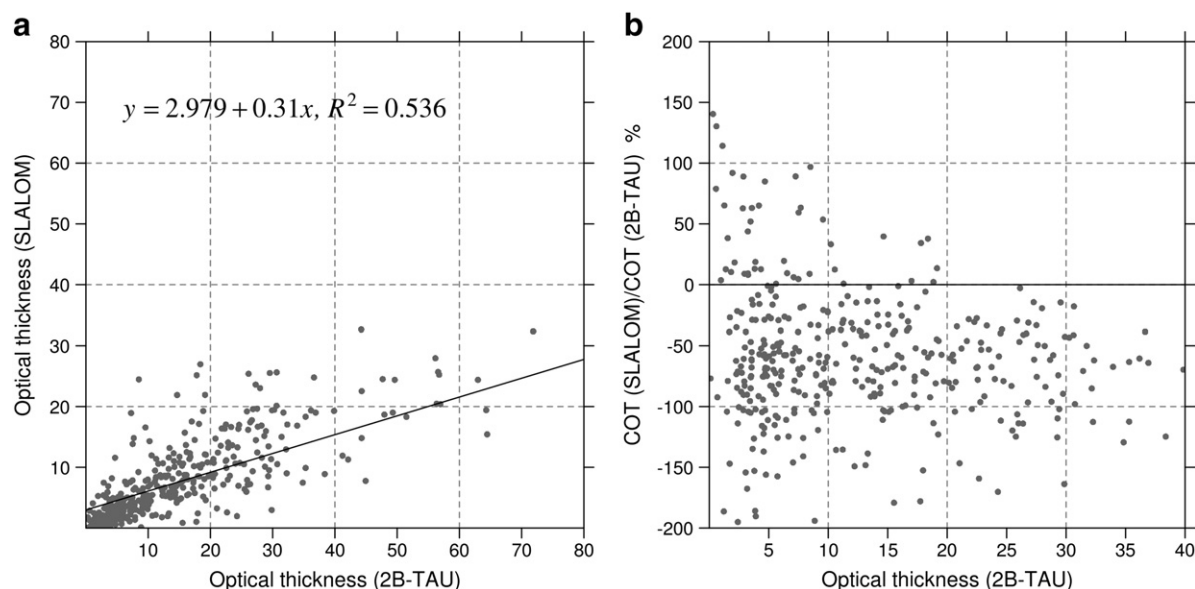 a
80
70
60
50
40
30
20
10
10 20 30 40 50 60 70 80
Optical thickness (SLALOM)
Optical thickness (2B-TAU)
y = 2.979 + 0.31x, R² = 0.536
b
200
150
100
50
0
-50
-100
-150
-200
5 10 15 20 25 30 35 40
COT (SLALOM)/COT (2B-TAU) %
Optical thickness (2B-TAU)